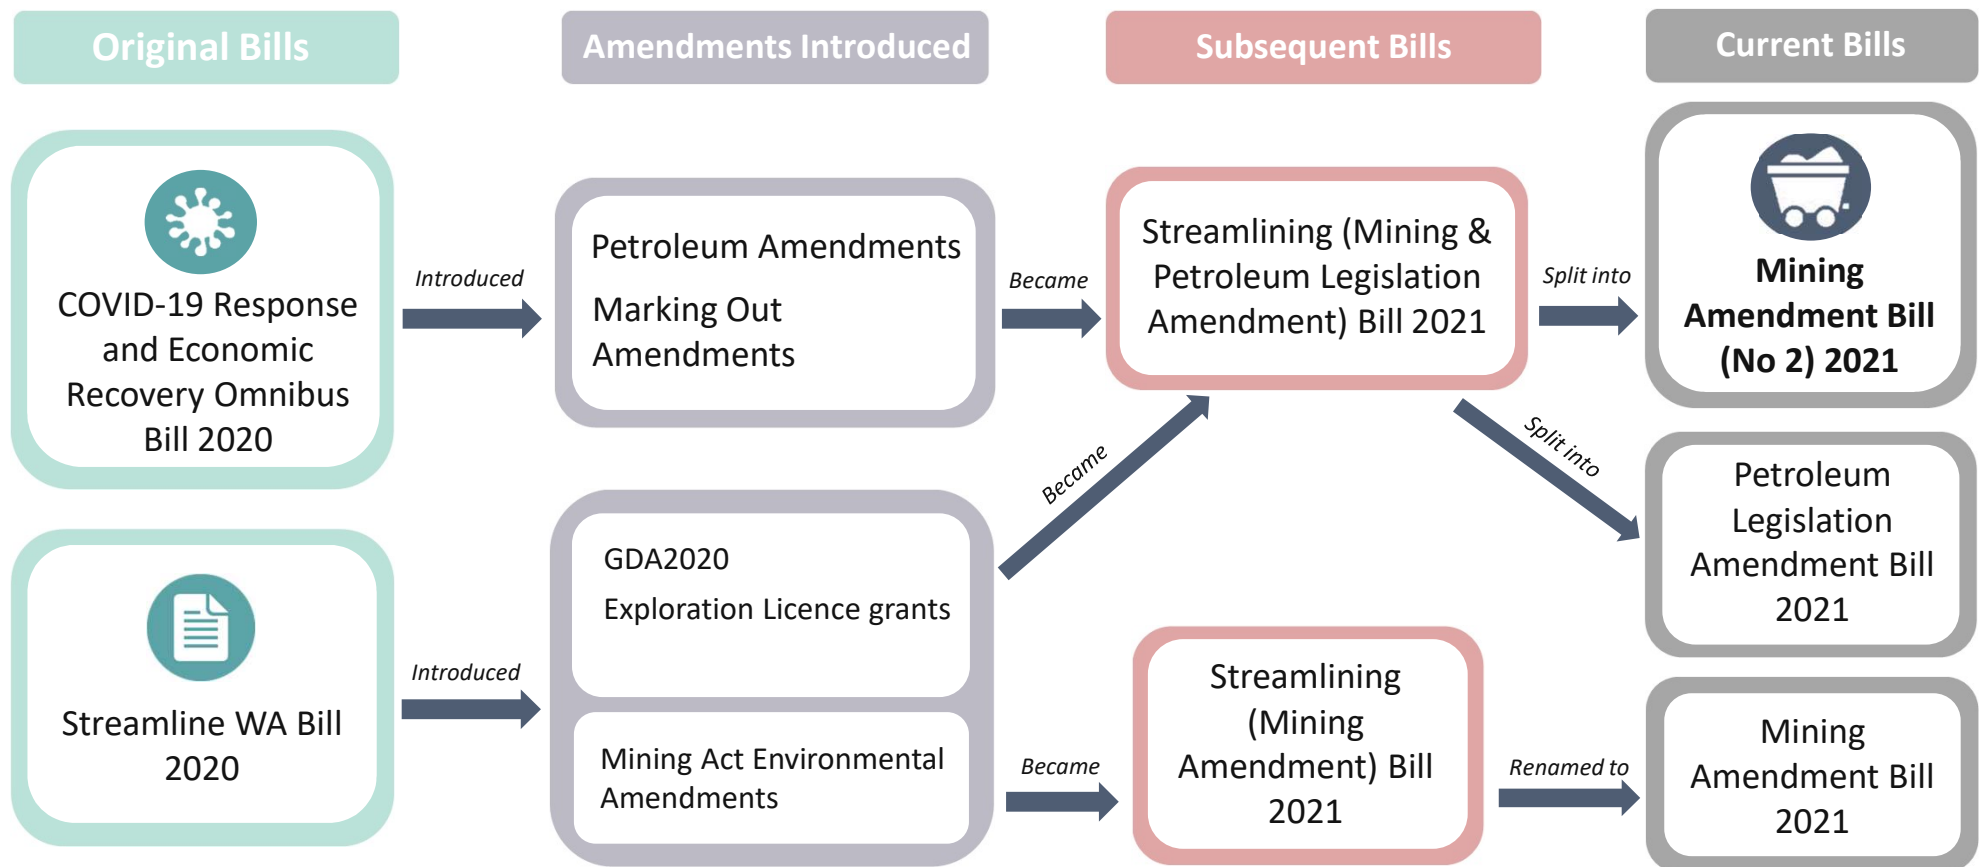 Original Bills
Amendments Introduced
Subsequent Bills
Current Bills
COVID-19 Response
and Economic
Recovery Omnibus
Bill 2020
Introduced
Petroleum Amendments
Marking Out
Amendments
Became
Streamlining (Mining &
Petroleum Legislation
Amendment) Bill 2021
Split into
Mining
Amendment Bill
(No 2) 2021
Split into
Petroleum
Legislation
Amendment Bill
2021
Streamline WA Bill
2020
Introduced
GDA2020
Exploration Licence grants
Became
Mining Act Environmental
Amendments
Became
Streamlining
(Mining
Amendment) Bill
2021
Renamed to
Mining
Amendment Bill
2021